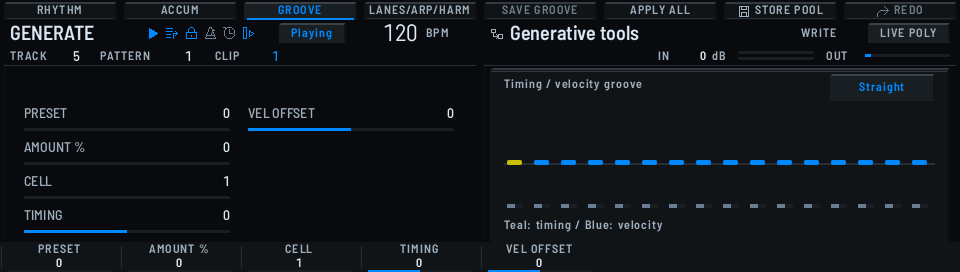 RHYTHM ACCUM GROOVE LANES/ARP/HARM SAVE GROOVE APPLY ALL STORE POOL REDO
GENERATE Playing 120 BPM Generative tools WRITE LIVE POLY
TRACK 5 PATTERN 1 CLIP 1 IN 0 dB OUT
Timing / velocity groove Straight
PRESET 0 VEL OFFSET 0
AMOUNT % 0
CELL 1
TIMING 0
Teal: timing / Blue: velocity
PRESET AMOUNT % CELL TIMING VEL OFFSET
0 0 1 0 0